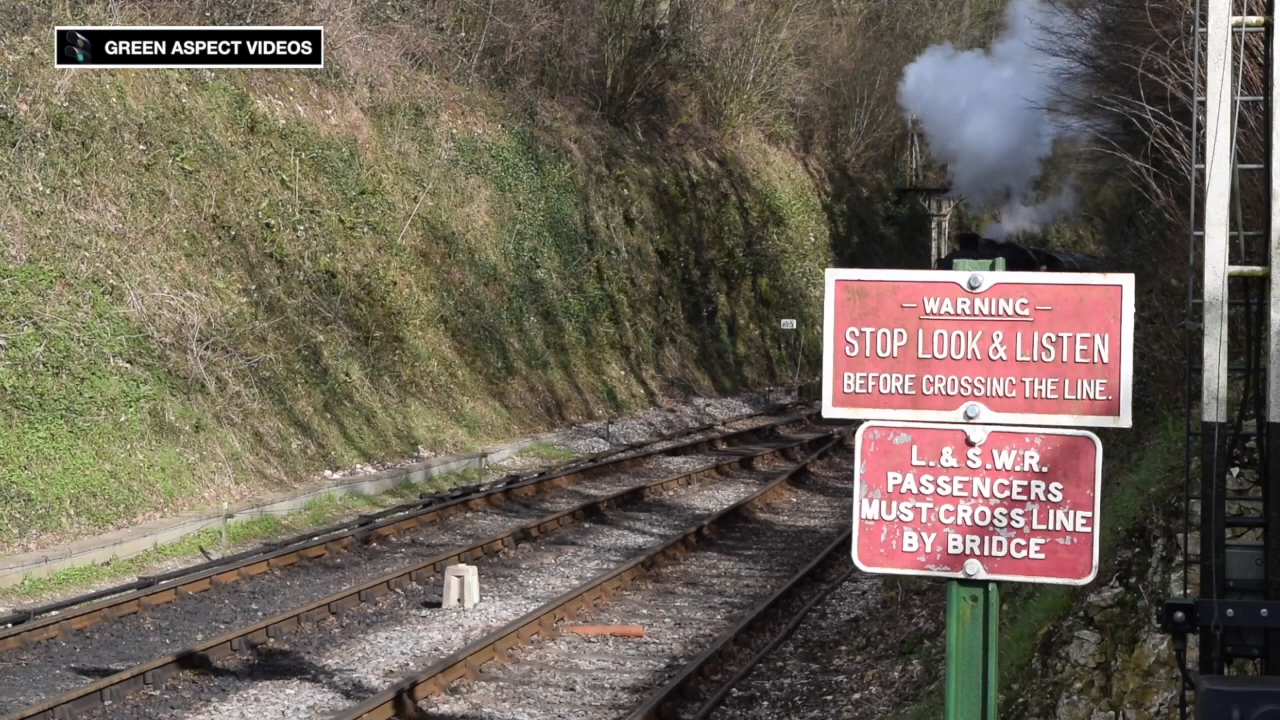 GREEN ASPECT VIDEOS
– WARNING –
STOP LOOK & LISTEN
BEFORE CROSSING THE LINE.
L. & S.W.R.
PASSENGERS
MUST CROSS LINE
BY BRIDGE